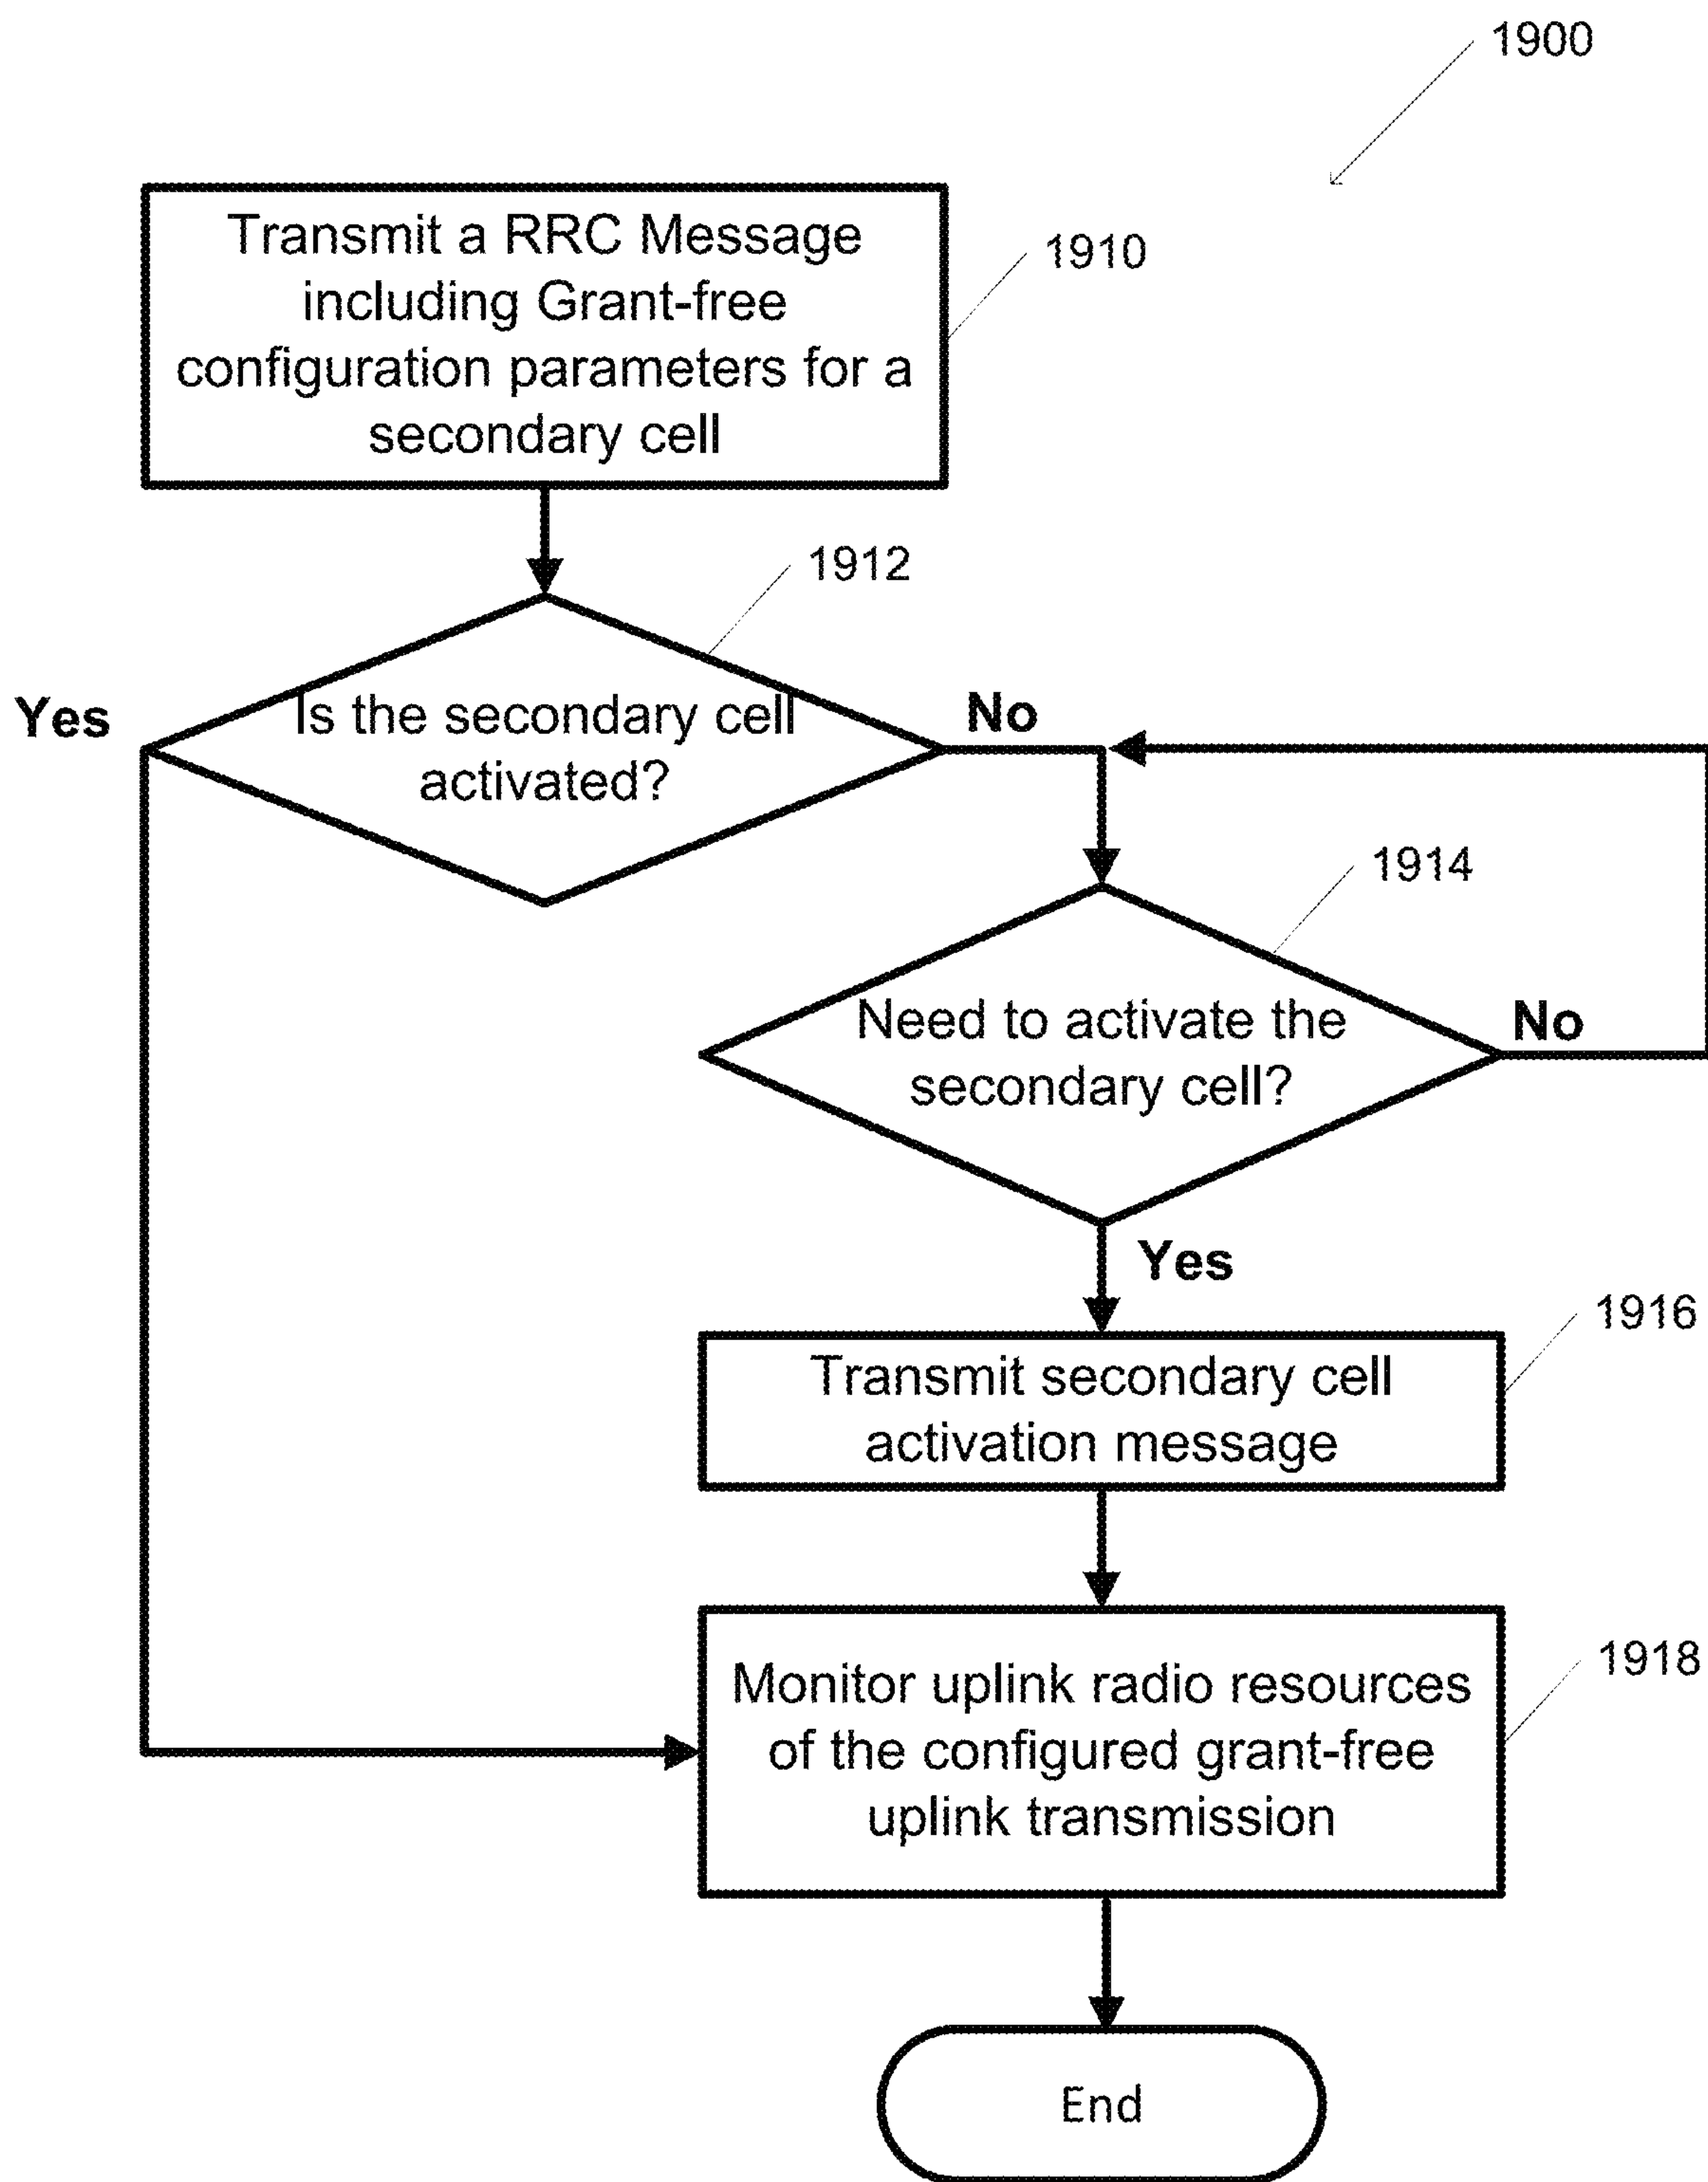 1900
Transmit a RRC Message
including Grant-free
configuration parameters for a
secondary cell
1910
1912
Yes
Is the secondary cell
activated?
No
1914
Need to activate the
secondary cell?
No
Yes
1916
Transmit secondary cell
activation message
Monitor uplink radio resources
of the configured grant-free
uplink transmission
1918
End